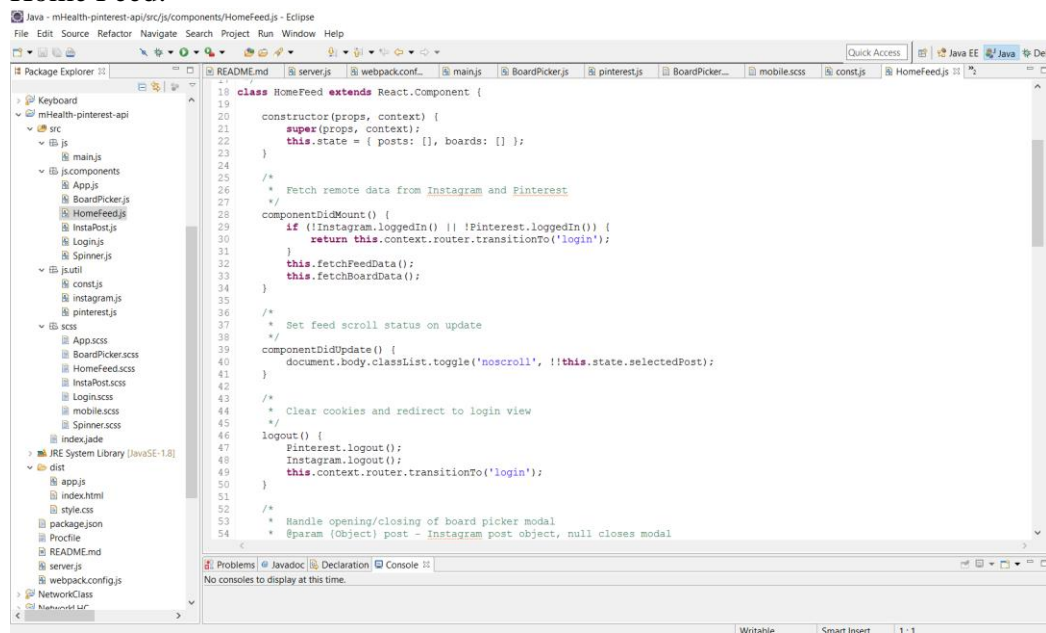 Home Feed:
Java - mHealth-pinterest-api/src/js/components/HomeFeed.js - Eclipse
File Edit Source Refactor Navigate Search Project Run Window Help
Quick Access
Java EE
Java
De
Package Explorer
README.md
server.js
webpack.conf...
main.js
BoardPicker.js
pinterest.js
BoardPicker....
mobile.scss
const.js
HomeFeed.js
2
Keyboard
mHealth-pinterest-api
src
js
main.js
js.components
App.js
BoardPicker.js
HomeFeed.js
InstaPost.js
Login.js
Spinner.js
js.util
const.js
instagram.js
pinterest.js
scss
App.scss
BoardPicker.scss
HomeFeed.scss
InstaPost.scss
Login.scss
mobile.scss
Spinner.scss
index.jade
JRE System Library [JavaSE-1.8]
dist
app.js
index.html
style.css
package.json
Procfile
README.md
server.js
webpack.config.js
NetworkClass
18 class HomeFeed extends React.Component {
19
20 constructor(props, context) {
21 super(props, context);
22 this.state = { posts: [], boards: [] };
23 }
24
25 /*
26 * Fetch remote data from Instagram and Pinterest
27 */
28 componentDidMount() {
29 if (!Instagram.loggedIn() || !Pinterest.loggedIn()) {
30 return this.context.router.transitionTo('login');
31 }
32 this.fetchFeedData();
33 this.fetchBoardData();
34 }
35
36 /*
37 * Set feed scroll status on update
38 */
39 componentDidUpdate() {
40 document.body.classList.toggle('noscroll', !!this.state.selectedPost);
41 }
42
43 /*
44 * Clear cookies and redirect to login view
45 */
46 logout() {
47 Pinterest.logout();
48 Instagram.logout();
49 this.context.router.transitionTo('login');
50 }
51
52 /*
53 * Handle opening/closing of board picker modal
54 * @param {Object} post - Instagram post object, null closes modal
Problems
Javadoc
Declaration
Console
No consoles to display at this time.
Writable
Smart Insert
1 : 1